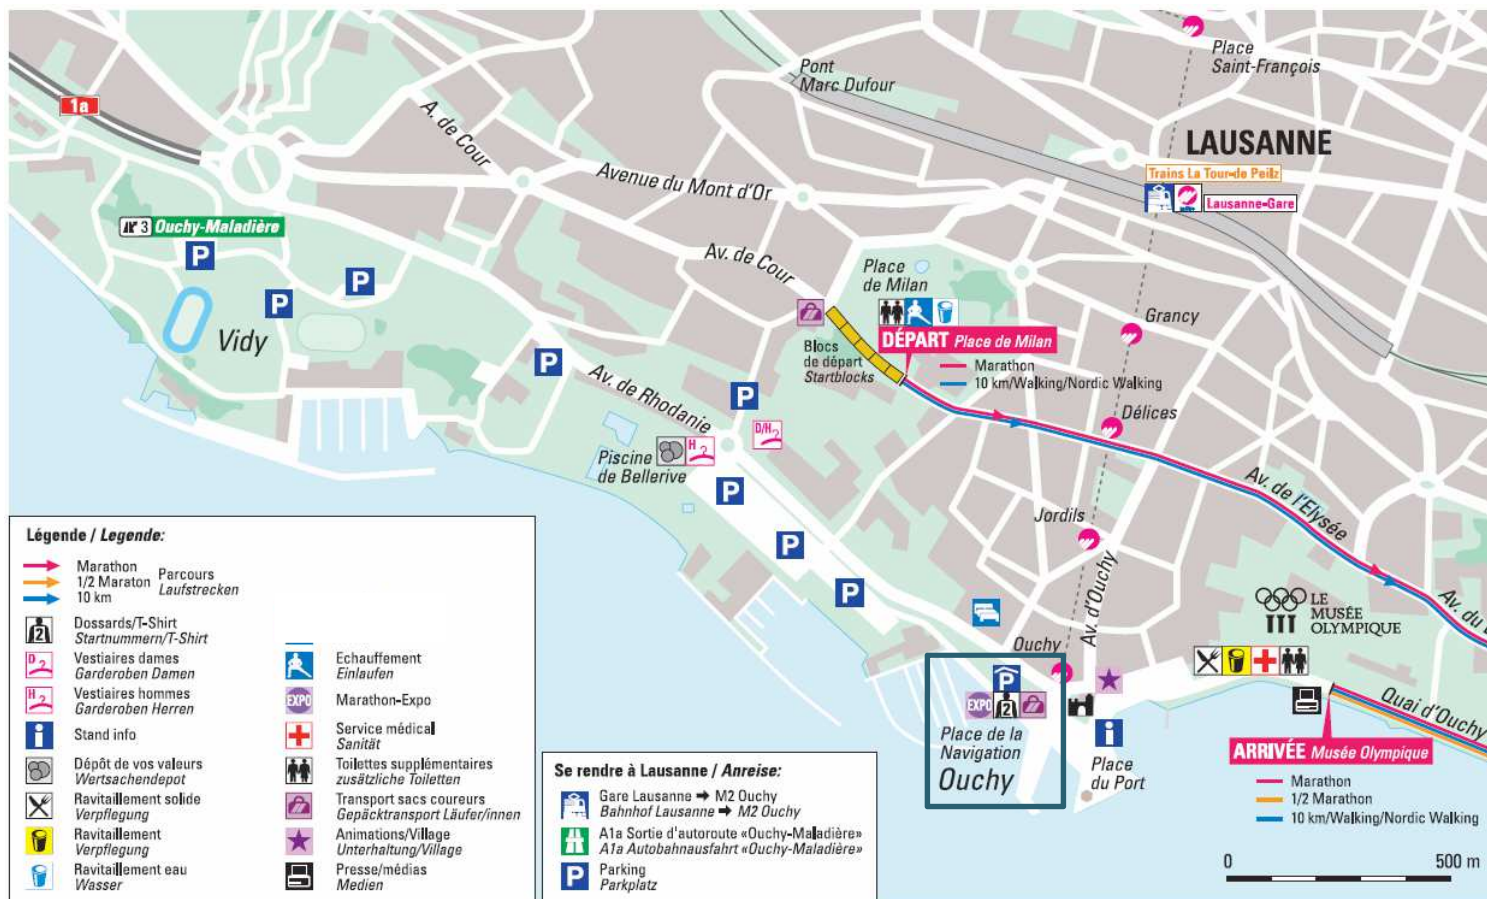 Place
Saint-François
Pont
Marc Dufour
1a
A. de Cour
LAUSANNE
Trains La Tour-de Peilz
Lausanne-Gare
Avenue du Mont d'Or
3 Ouchy-Maladière
P
P
P
Vidy
Av. de Cour
Place
de Milan
Grancy
Blocs
de départ
Startblocks
DÉPART Place de Milan
Marathon
10 km/Walking/Nordic Walking
P
Av. de Rhodanie
P
Délices
D/H
H
Piscine
de Bellerive
P
Av. de l'Elysée
Jordils
P
P
Av. d'Ouchy
LE
MUSÉE
OLYMPIQUE
Av. du
Ouchy
P
EXPO
2
Place de la
Navigation
Ouchy
i
Place
du Port
Quai d'Ouchy
ARRIVÉE Musée Olympique
Marathon
1/2 Marathon
10 km/Walking/Nordic Walking
0 500 m
Légende / Legende:
Marathon
1/2 Maraton
10 km
Parcours
Laufstrecken
2
Dossards/T-Shirt
Startnummern/T-Shirt
D
Vestiaires dames
Garderoben Damen
H
Vestiaires hommes
Garderoben Herren
i
Stand info
Dépôt de vos valeurs
Wertsachendepot
Ravitaillement solide
Verpflegung
Ravitaillement
Verpflegung
Ravitaillement eau
Wasser
Echauffement
Einlaufen
EXPO
Marathon-Expo
Service médical
Sanität
Toilettes supplémentaires
zusätzliche Toiletten
Transport sacs coureurs
Gepäcktransport Läufer/innen
Animations/Village
Unterhaltung/Village
Presse/médias
Medien
Se rendre à Lausanne / Anreise:
Gare Lausanne ➔ M2 Ouchy
Bahnhof Lausanne ➔ M2 Ouchy
A1a Sortie d'autoroute «Ouchy-Maladière»
A1a Autobahnausfahrt «Ouchy-Maladière»
P
Parking
Parkplatz